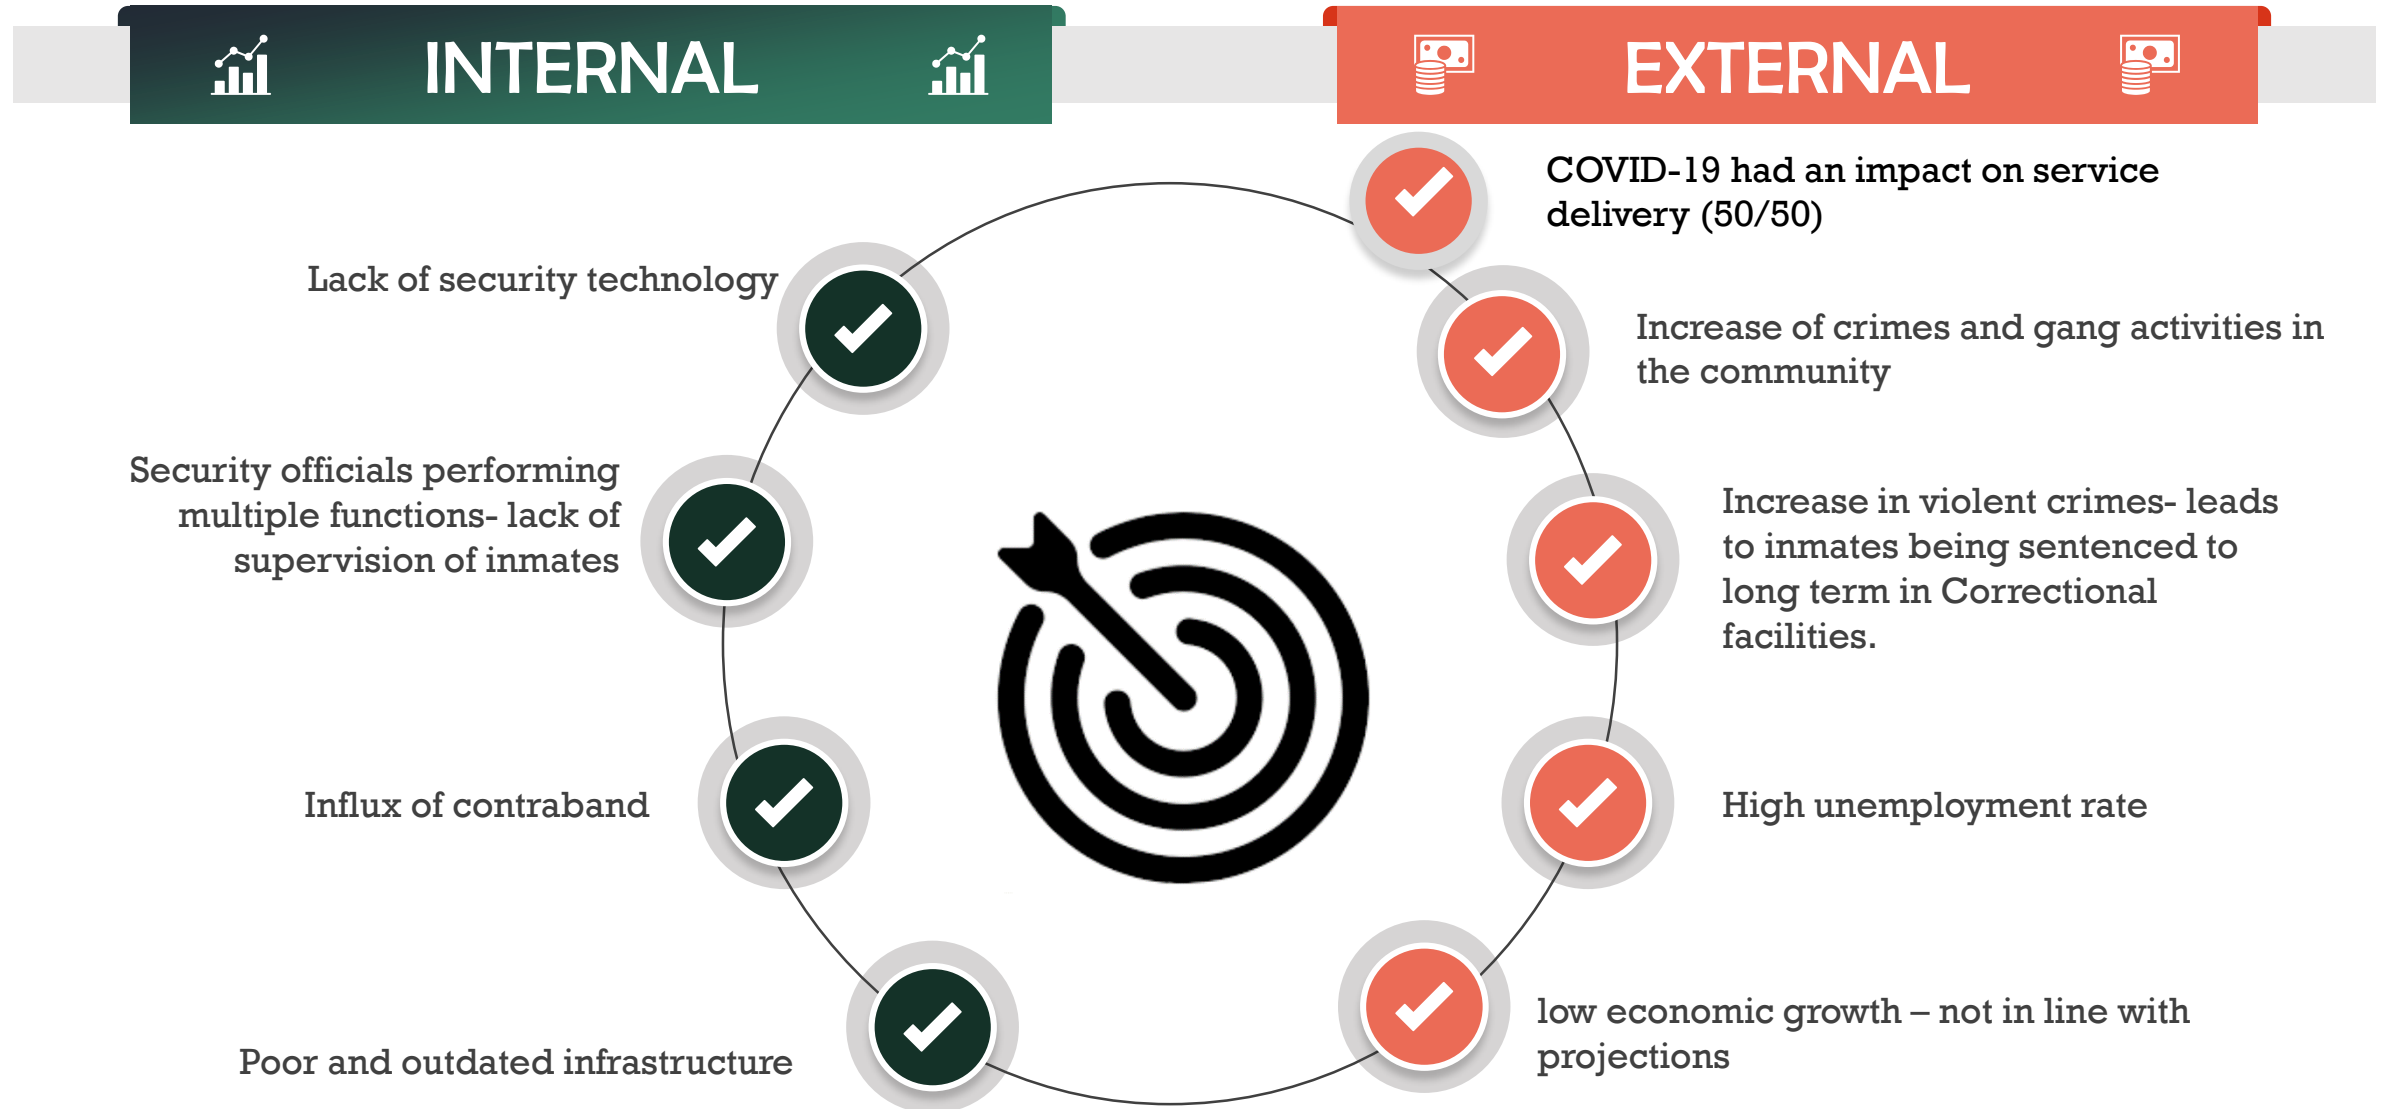 INTERNAL
Lack of security technology
Security officials performing
multiple functions- lack of
supervision of inmates
Influx of contraband
Poor and outdated infrastructure
EXTERNAL
COVID-19 had an impact on service
delivery (50/50)
Increase of crimes and gang activities in
the community
Increase in violent crimes- leads
to inmates being sentenced to
long term in Correctional
facilities.
High unemployment rate
low economic growth – not in line with
projections